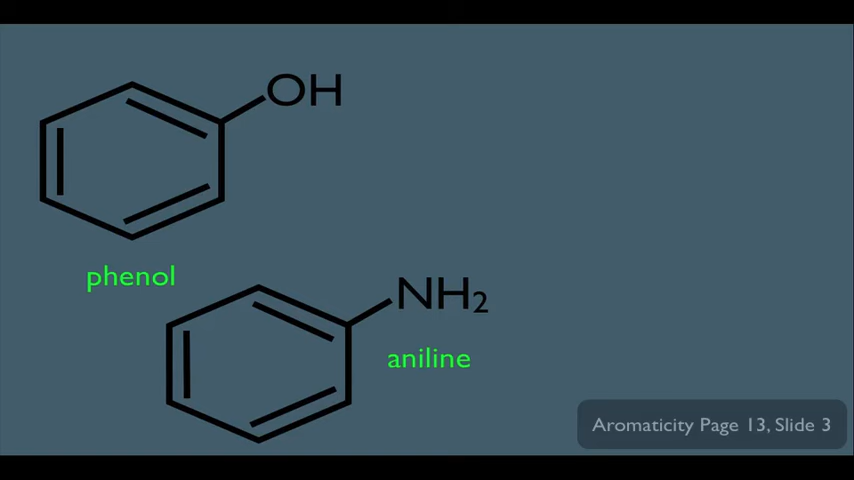 OH
phenol
NH₂
aniline
Aromaticity Page 13, Slide 3